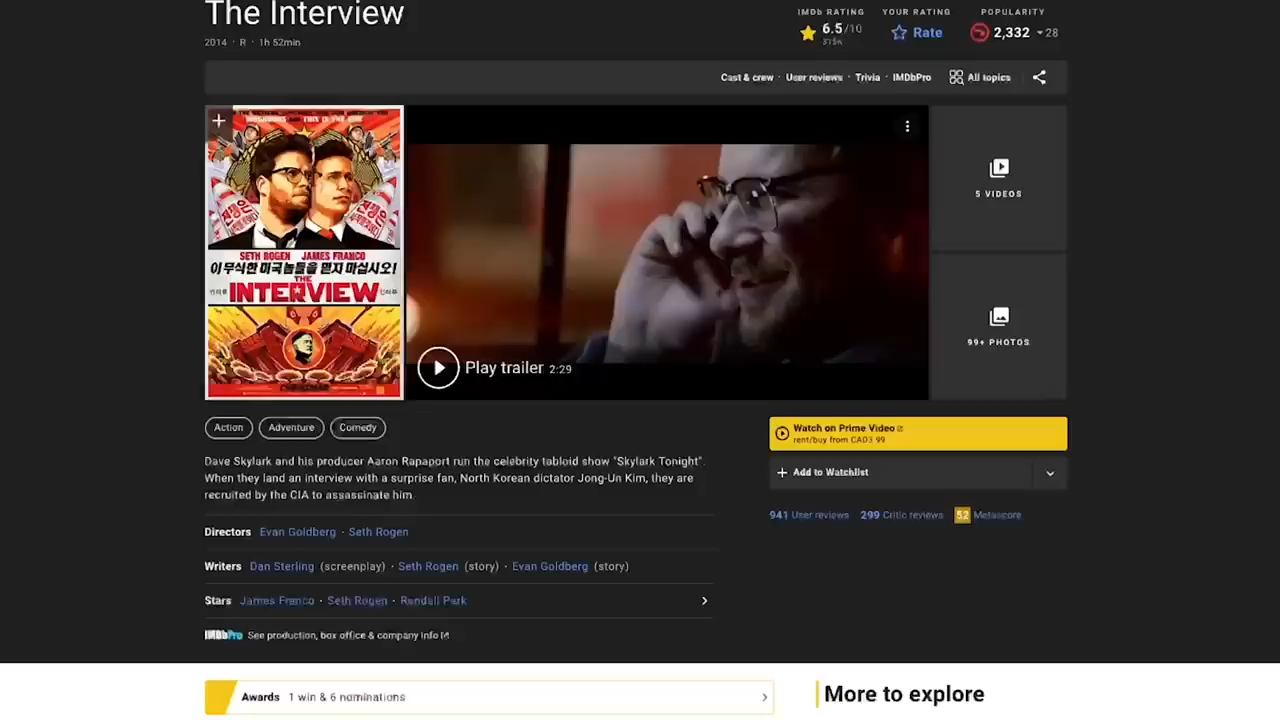 The Interview
2014 · R · 1h 52min
IMDb RATING
6.5/10
315K
YOUR RATING
Rate
POPULARITY
2,332
28
Cast & crew · User reviews · Trivia · IMDbPro
All topics
SETH ROGEN JAMES FRANCO
이 무식한 미국놈들을 믿지 마십시오!
THE
INTERVIEW
Play trailer 2:29
5 VIDEOS
99+ PHOTOS
Action
Adventure
Comedy
Dave Skylark and his producer Aaron Rapaport run the celebrity tabloid show "Skylark Tonight".
When they land an interview with a surprise fan, North Korean dictator Jong-Un Kim, they are
recruited by the CIA to assassinate him.
Directors Evan Goldberg · Seth Rogen
Writers Dan Sterling (screenplay) · Seth Rogen (story) · Evan Goldberg (story)
Stars James Franco · Seth Rogen · Randall Park
IMDbPro See production, box office & company info
Watch on Prime Video
rent/buy from CAD3.99
Add to Watchlist
941 User reviews 299 Critic reviews 52 Metascore
Awards 1 win & 6 nominations
More to explore